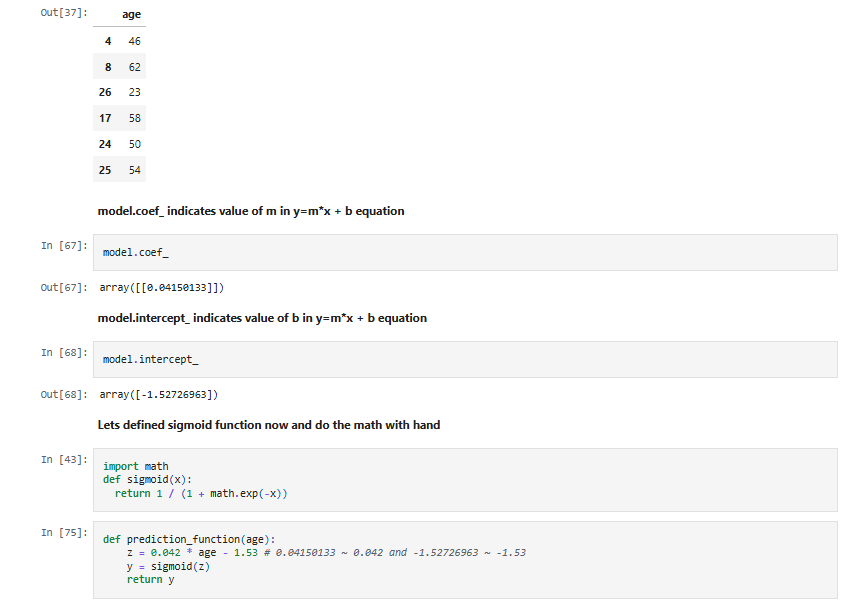 Out[37]: age
4 46
8 62
26 23
17 58
24 50
25 54
model.coef_ indicates value of m in y=m*x + b equation
In [67]: model.coef_
Out[67]: array([[0.04150133]])
model.intercept_ indicates value of b in y=m*x + b equation
In [68]: model.intercept_
Out[68]: array([-1.52726963])
Lets defined sigmoid function now and do the math with hand
In [43]: import math
def sigmoid(x):
  return 1 / (1 + math.exp(-x))
In [75]: def prediction_function(age):
    z = 0.042 * age - 1.53 # 0.04150133 ~ 0.042 and -1.52726963 ~ -1.53
    y = sigmoid(z)
    return y